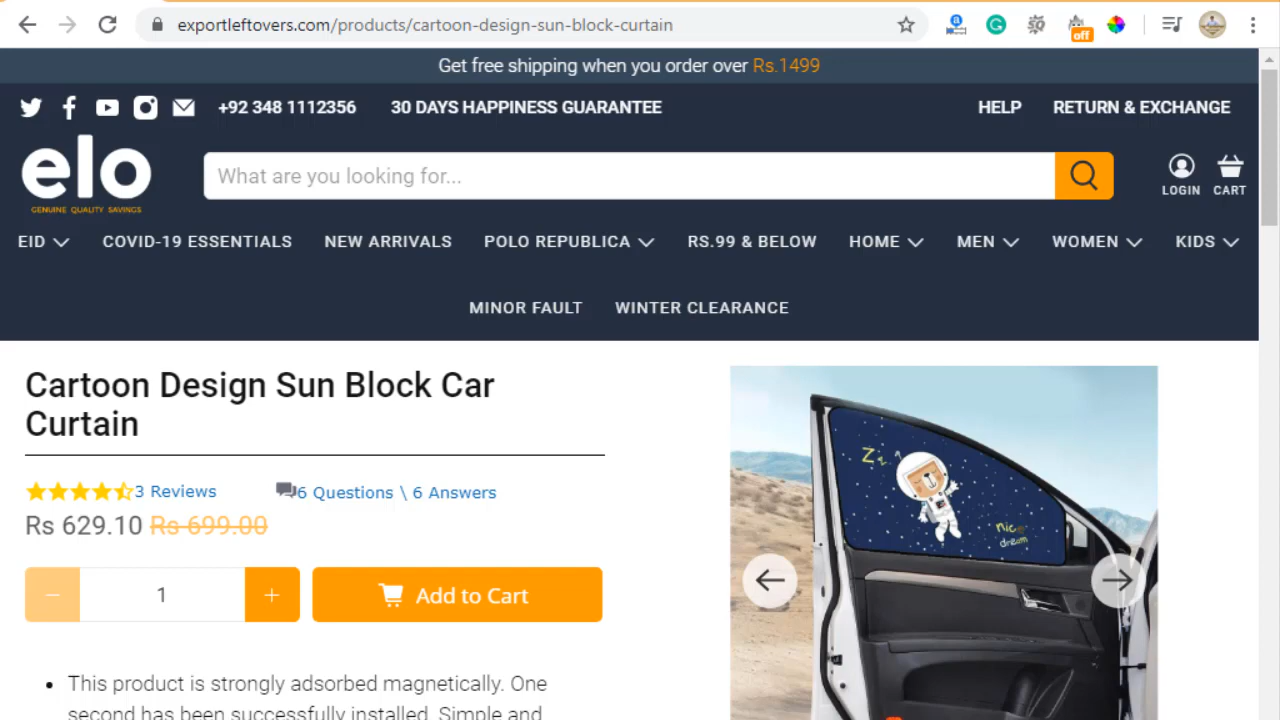 exportleftovers.com/products/cartoon-design-sun-block-curtain
off
Get free shipping when you order over Rs.1499
+92 348 1112356 30 DAYS HAPPINESS GUARANTEE HELP RETURN & EXCHANGE
elo
GENUINE QUALITY SAVINGS
What are you looking for...
LOGIN CART
EID COVID-19 ESSENTIALS NEW ARRIVALS POLO REPUBLICA RS.99 & BELOW HOME MEN WOMEN KIDS
MINOR FAULT WINTER CLEARANCE
Cartoon Design Sun Block Car
Curtain
3 Reviews 6 Questions \ 6 Answers
Rs 629.10 Rs 699.00
1
Add to Cart
This product is strongly adsorbed magnetically. One
second has been successfully installed. Simple and
Zz
nice
dream